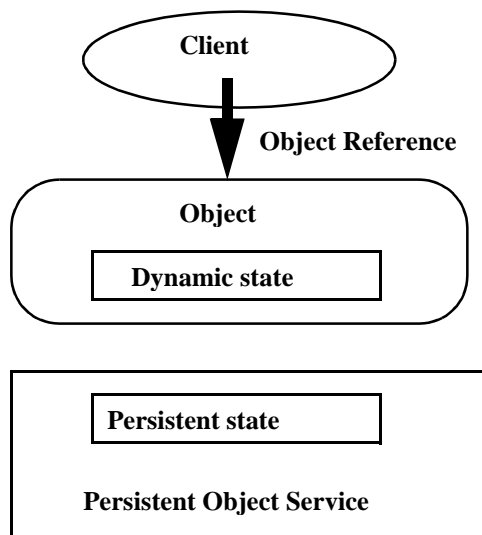 Client
Object Reference
Object
Dynamic state
Persistent state
Persistent Object Service